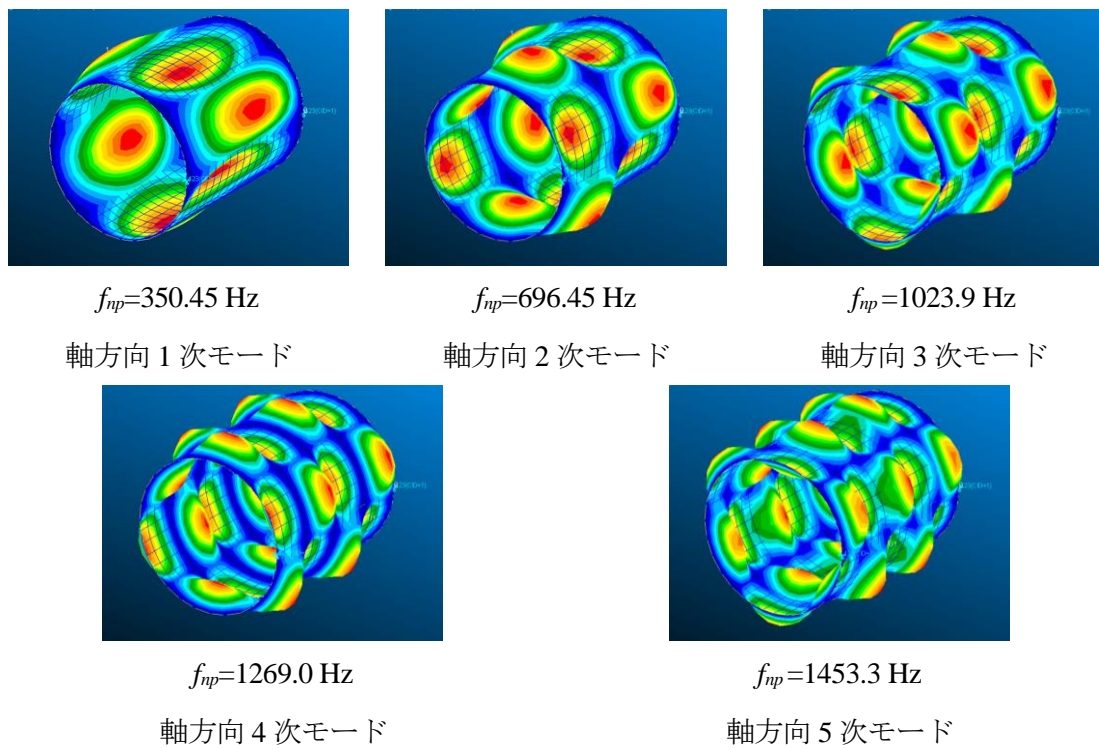 fnp=350.45 Hz
fnp=696.45 Hz
fnp =1023.9 Hz
軸方向 1 次モード
軸方向 2 次モード
軸方向 3 次モード
fnp=1269.0 Hz
fnp =1453.3 Hz
軸方向 4 次モード
軸方向 5 次モード